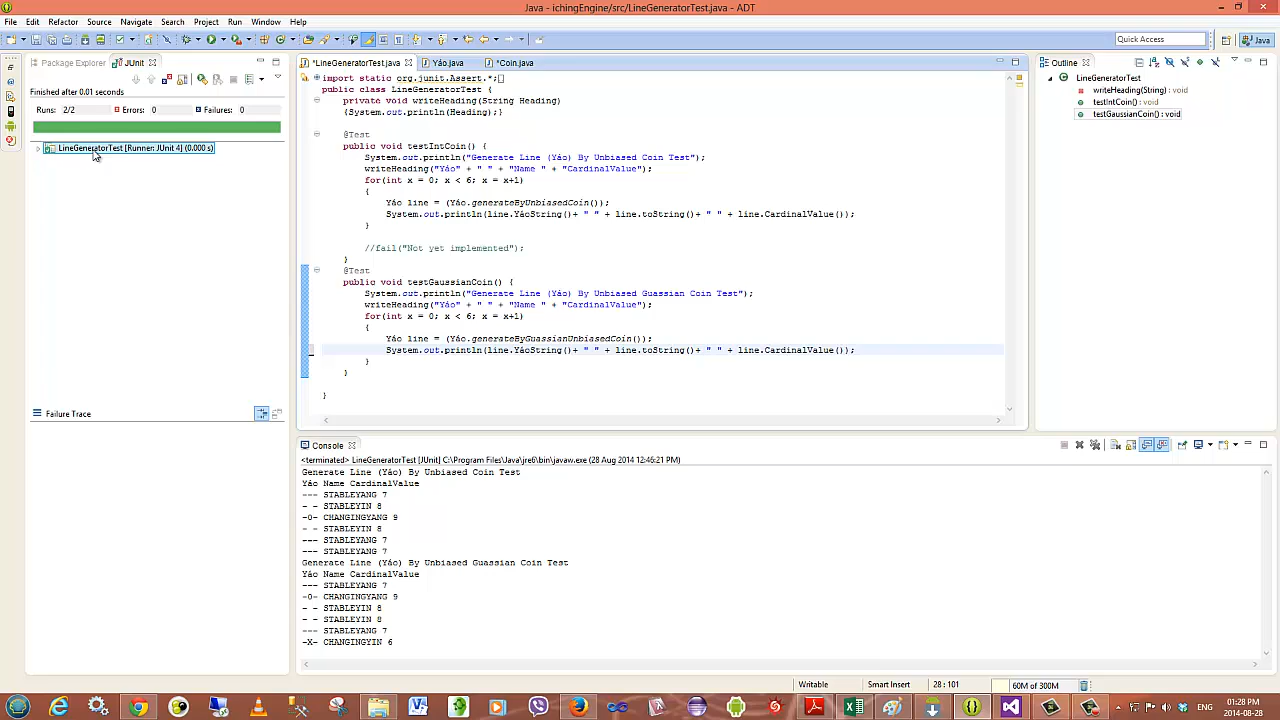 Java - ichingEngine/src/LineGeneratorTest.java - ADT
File Edit Refactor Source Navigate Search Project Run Window Help
Quick Access
Java
Package Explorer JUnit
Finished after 0.01 seconds
Runs: 2/2 Errors: 0 Failures: 0
LineGeneratorTest [Runner: JUnit 4] (0.000 s)
Failure Trace
*LineGeneratorTest.java Yáo.java *Coin.java
import static org.junit.Assert.*;
public class LineGeneratorTest {
private void writeHeading(String Heading)
{System.out.println(Heading);}
@Test
public void testIntCoin() {
System.out.println("Generate Line (Yáo) By Unbiased Coin Test");
writeHeading("Yáo" + " " + "Name " + "CardinalValue");
for(int x = 0; x < 6; x = x+1)
{
Yáo line = (Yáo.generateByUnbiasedCoin());
System.out.println(line.YáoString()+ " " + line.toString()+ " " + line.CardinalValue());
}
//fail("Not yet implemented");
}
@Test
public void testGaussianCoin() {
System.out.println("Generate Line (Yáo) By Unbiased Guassian Coin Test");
writeHeading("Yáo" + " " + "Name " + "CardinalValue");
for(int x = 0; x < 6; x = x+1)
{
Yáo line = (Yáo.generateByGuassianUnbiasedCoin());
System.out.println(line.YáoString()+ " " + line.toString()+ " " + line.CardinalValue());
}
}
}
Outline
LineGeneratorTest
writeHeading(String) : void
testIntCoin() : void
testGaussianCoin() : void
Console
<terminated> LineGeneratorTest [JUnit] C:\Program Files\Java\jre6\bin\javaw.exe (28 Aug 2014 12:46:21 PM)
Generate Line (Yáo) By Unbiased Coin Test
Yáo Name CardinalValue
--- STABLEYANG 7
- - STABLEYIN 8
-0- CHANGINGYANG 9
- - STABLEYIN 8
--- STABLEYANG 7
--- STABLEYANG 7
Generate Line (Yáo) By Unbiased Guassian Coin Test
Yáo Name CardinalValue
--- STABLEYANG 7
-0- CHANGINGYANG 9
- - STABLEYIN 8
- - STABLEYIN 8
--- STABLEYANG 7
-X- CHANGINGYIN 6
Writable Smart Insert 28 : 101 60M of 300M
ENG
01:28 PM
2014-08-28